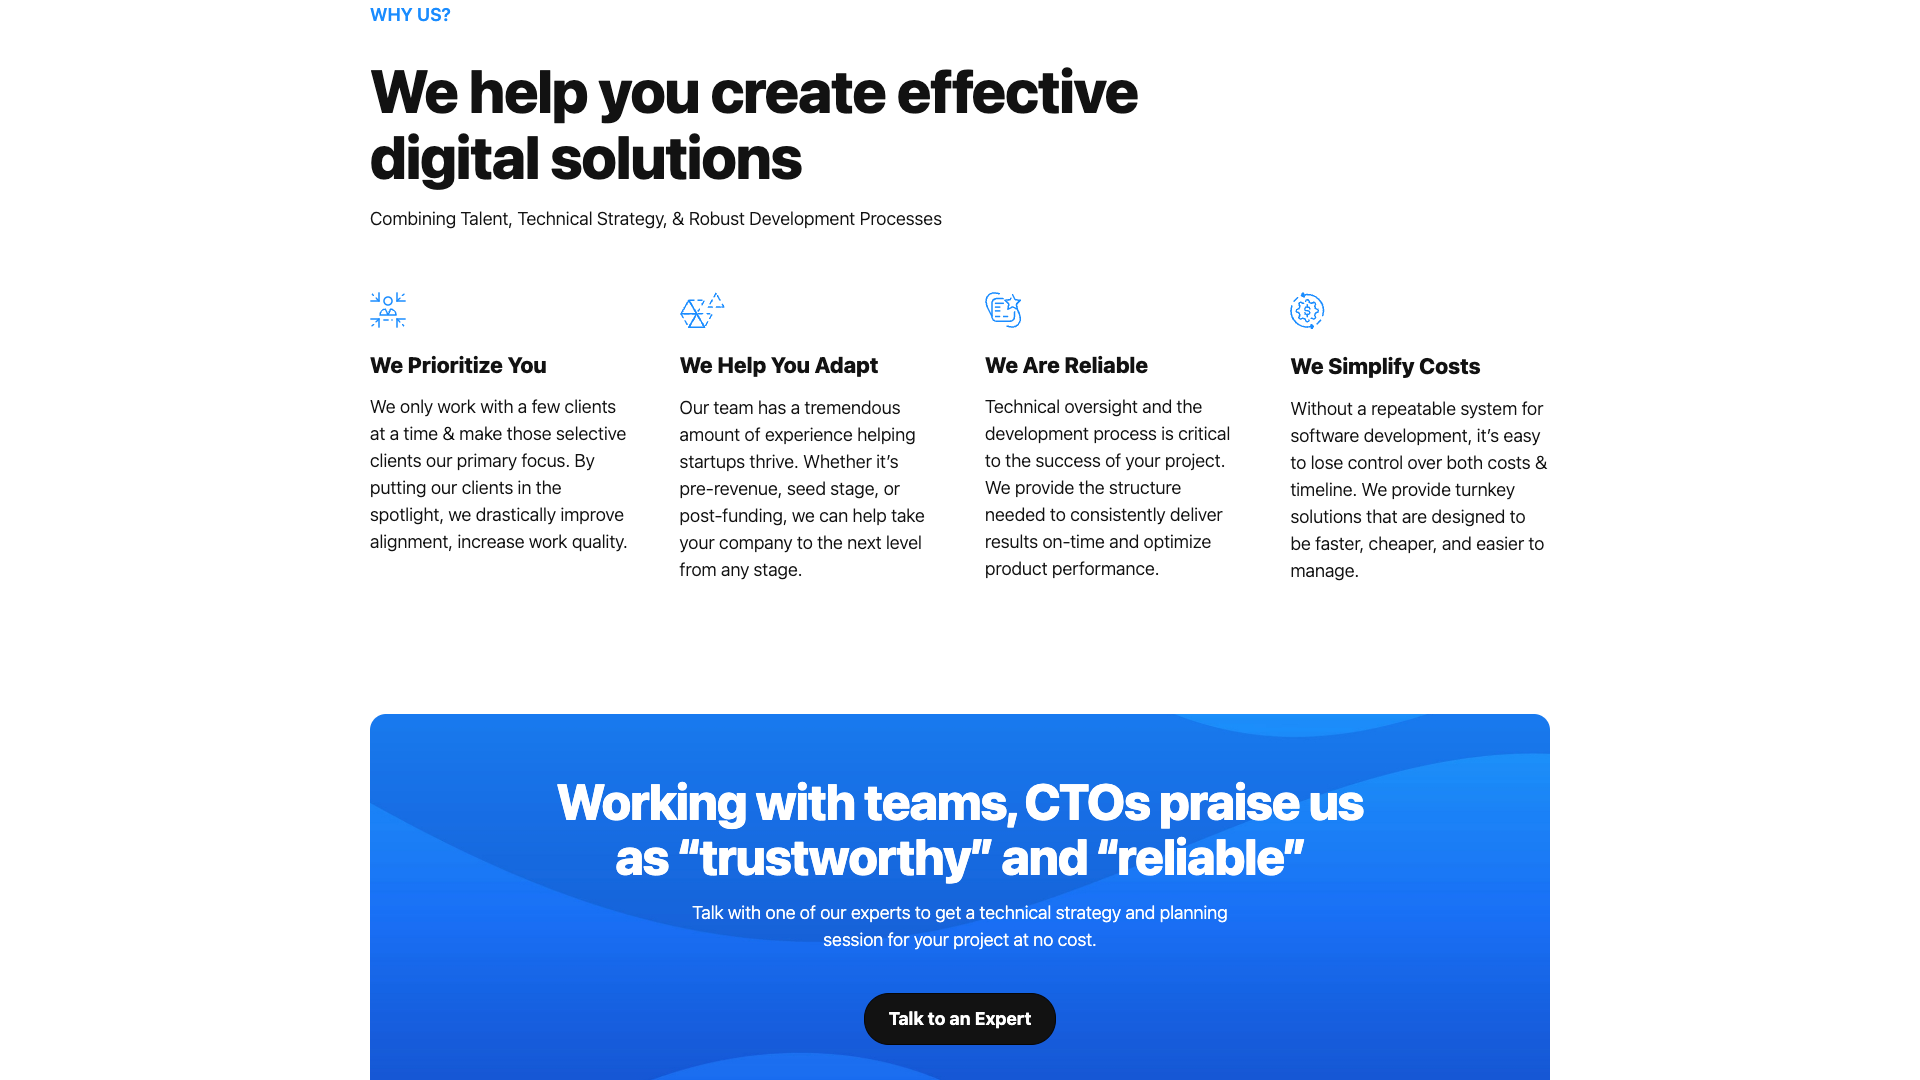 WHY US?
We help you create effective
digital solutions
Combining Talent, Technical Strategy, & Robust Development Processes
We Prioritize You
We only work with a few clients
at a time & make those selective
clients our primary focus. By
putting our clients in the
spotlight, we drastically improve
alignment, increase work quality.
We Help You Adapt
Our team has a tremendous
amount of experience helping
startups thrive. Whether it’s
pre-revenue, seed stage, or
post-funding, we can help take
your company to the next level
from any stage.
We Are Reliable
Technical oversight and the
development process is critical
to the success of your project.
We provide the structure
needed to consistently deliver
results on-time and optimize
product performance.
We Simplify Costs
Without a repeatable system for
software development, it’s easy
to lose control over both costs &
timeline. We provide turnkey
solutions that are designed to
be faster, cheaper, and easier to
manage.
Working with teams, CTOs praise us
as “trustworthy” and “reliable”
Talk with one of our experts to get a technical strategy and planning
session for your project at no cost.
Talk to an Expert